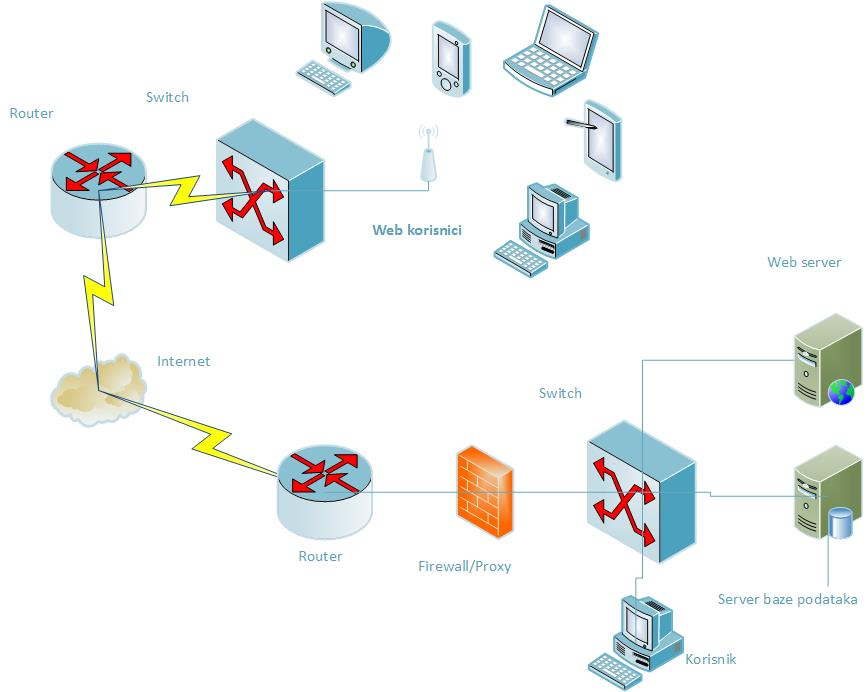 Switch
Router
Web korisnici
Web server
Internet
Switch
Router
Firewall/Proxy
Server baze podataka
Korisnik